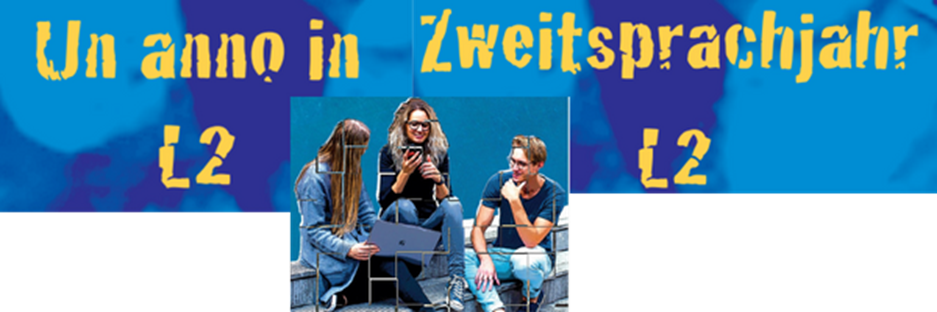 Un anno in
L2
Zweitsprachjahr
L2